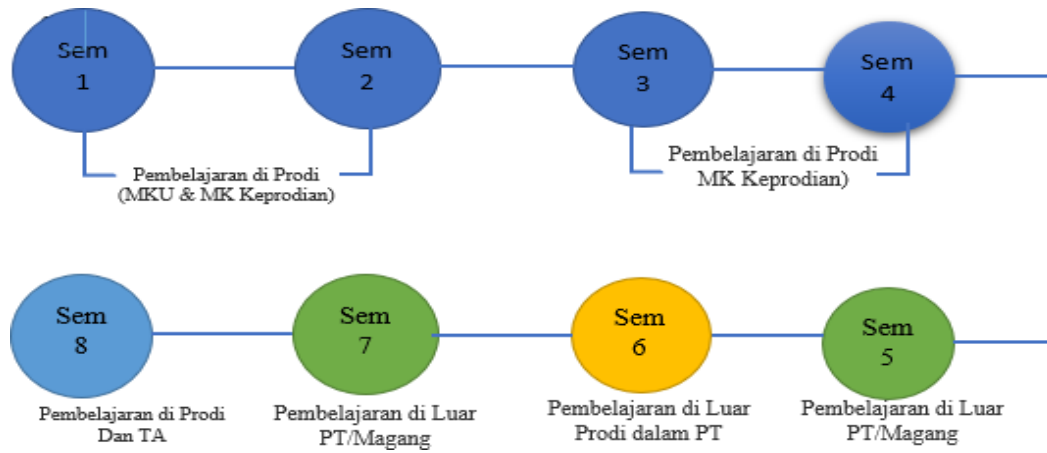 Sem
1
Sem
2
Sem
3
Sem
4
Pembelajaran di Prodi
(MKU & MK Keprodian)
Pembelajaran di Prodi
MK Keprodian)
Sem
8
Sem
7
Sem
6
Sem
5
Pembelajaran di Prodi
Dan TA
Pembelajaran di Luar
PT/Magang
Pembelajaran di Luar
Prodi dalam PT
Pembelajaran di Luar
PT/Magang